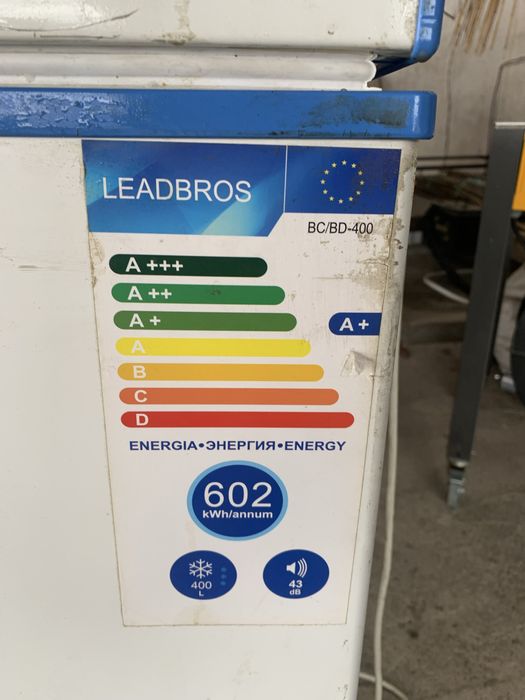 LEADBROS
BC/BD-400
A +++
A ++
A +
A +
A
B
C
D
ENERGIA•ЭНЕРГИЯ•ENERGY
602
kWh/annum
400
L
43
dB